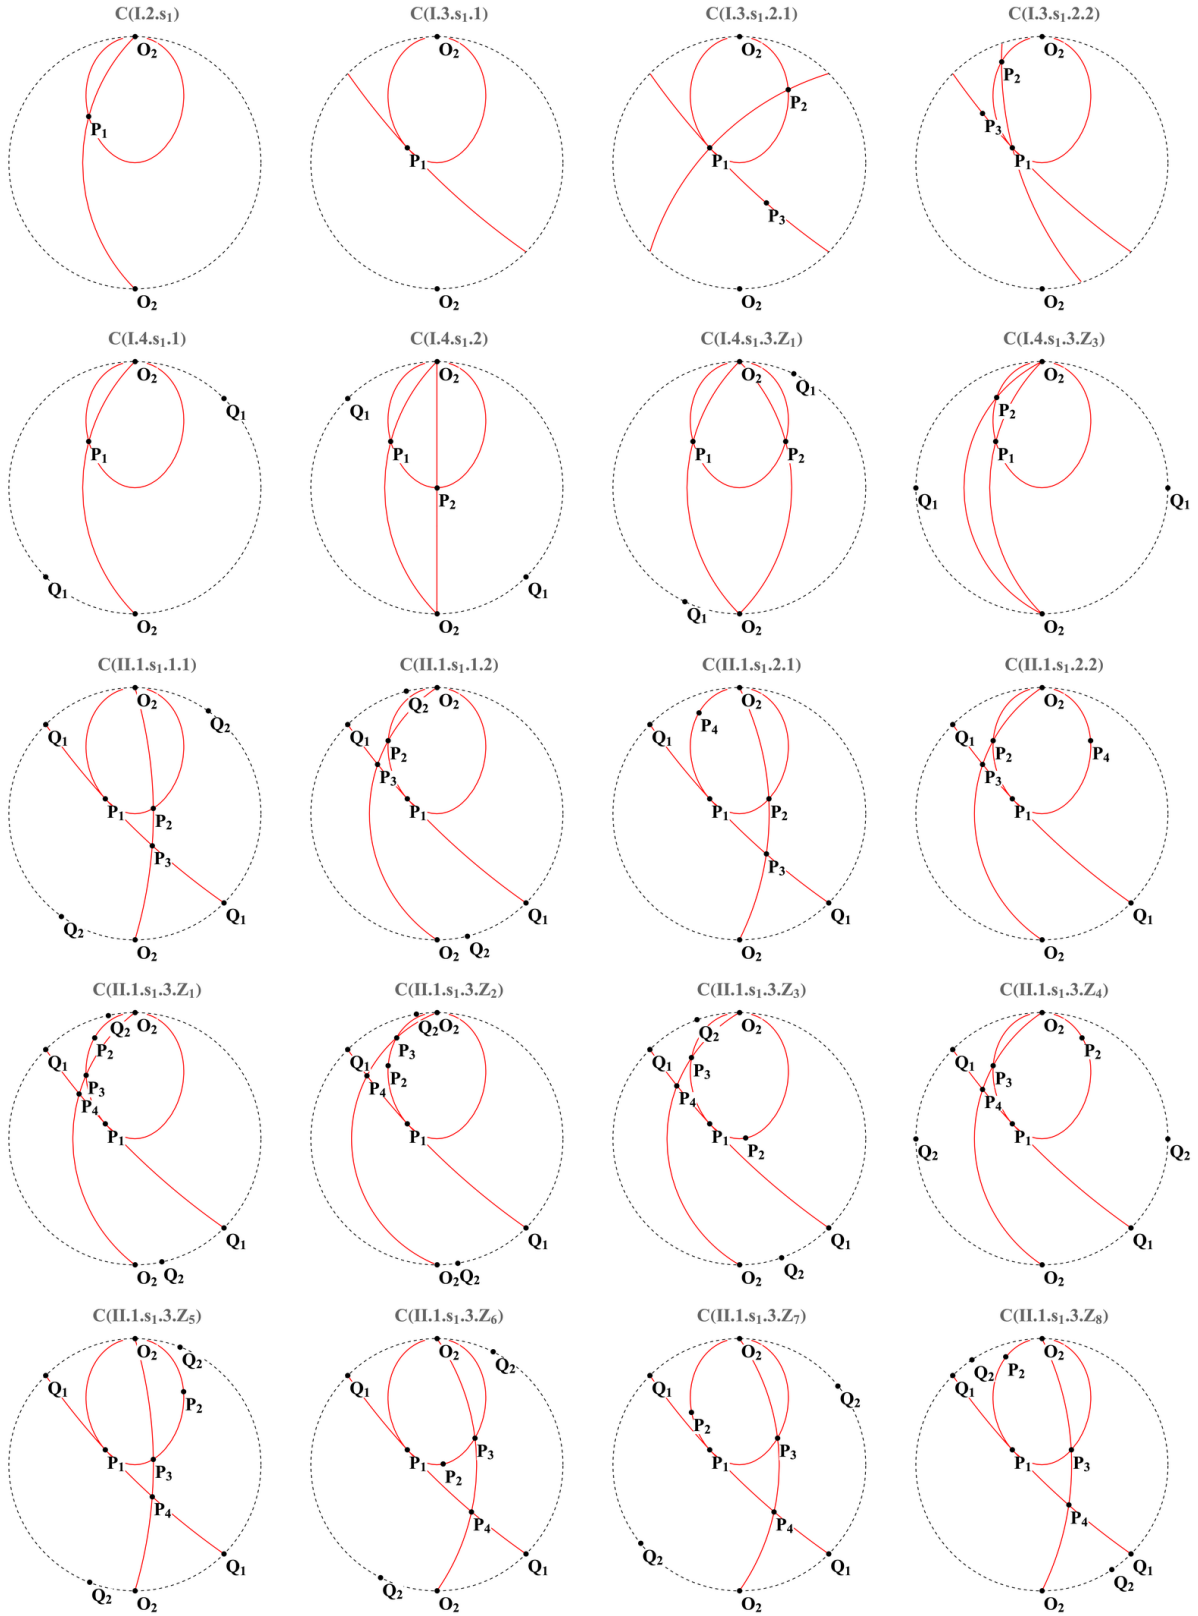 C(I.2.s₁) C(I.3.s₁.1) C(I.3.s₁.2.1) C(I.3.s₁.2.2)
O₂ O₂ O₂ P₂
P₁ P₁ P₂ P₁ P₃ O₂ P₃ P₁
O₂ O₂ O₂ O₂
C(I.4.s₁.1) C(I.4.s₁.2) C(I.4.s₁.3.Z₁) C(I.4.s₁.3.Z₃)
O₂ O₂ O₂ Q₁ O₂
Q₁ Q₁ P₂
P₁ P₁ P₁ P₂ P₁
P₂ Q₁ Q₁
Q₁ Q₁ Q₁
O₂ O₂ O₂ O₂
C(II.1.s₁.1.1) C(II.1.s₁.1.2) C(II.1.s₁.2.1) C(II.1.s₁.2.2)
O₂ Q₂ Q₂ O₂ O₂ P₄ O₂
Q₁ Q₁ P₂ Q₁ Q₁ P₂ P₄
P₃ P₃
P₁ P₂ P₁ P₁ P₂ P₁
P₃ P₃
Q₁ Q₁ Q₁ Q₁
Q₂ O₂ O₂ Q₂ O₂ O₂
C(II.1.s₁.3.Z₁) C(II.1.s₁.3.Z₂) C(II.1.s₁.3.Z₃) C(II.1.s₁.3.Z₄)
Q₂ O₂ Q₂ O₂ Q₂ O₂ O₂
Q₁ P₂ Q₁ P₃ Q₁ P₃ Q₁ P₂
P₃ P₄ P₂ P₄ P₃
P₄ P₄
P₁ P₁ P₁ P₂ P₁
Q₂ Q₂
Q₁ Q₁ Q₁ Q₁
O₂ Q₂ O₂ Q₂ O₂ Q₂ O₂
C(II.1.s₁.3.Z₅) C(II.1.s₁.3.Z₆) C(II.1.s₁.3.Z₇) C(II.1.s₁.3.Z₈)
O₂ Q₂ O₂ Q₂ O₂ O₂
Q₁ P₂ Q₁ Q₁ Q₂ Q₁ Q₂ P₂
P₂
P₁ P₃ P₁ P₂ P₃ P₁ P₃ P₁ P₃
P₄ P₄ P₄ P₄
Q₁ Q₁ Q₂ Q₁ Q₁
Q₂ O₂ Q₂ O₂ O₂ Q₂ O₂